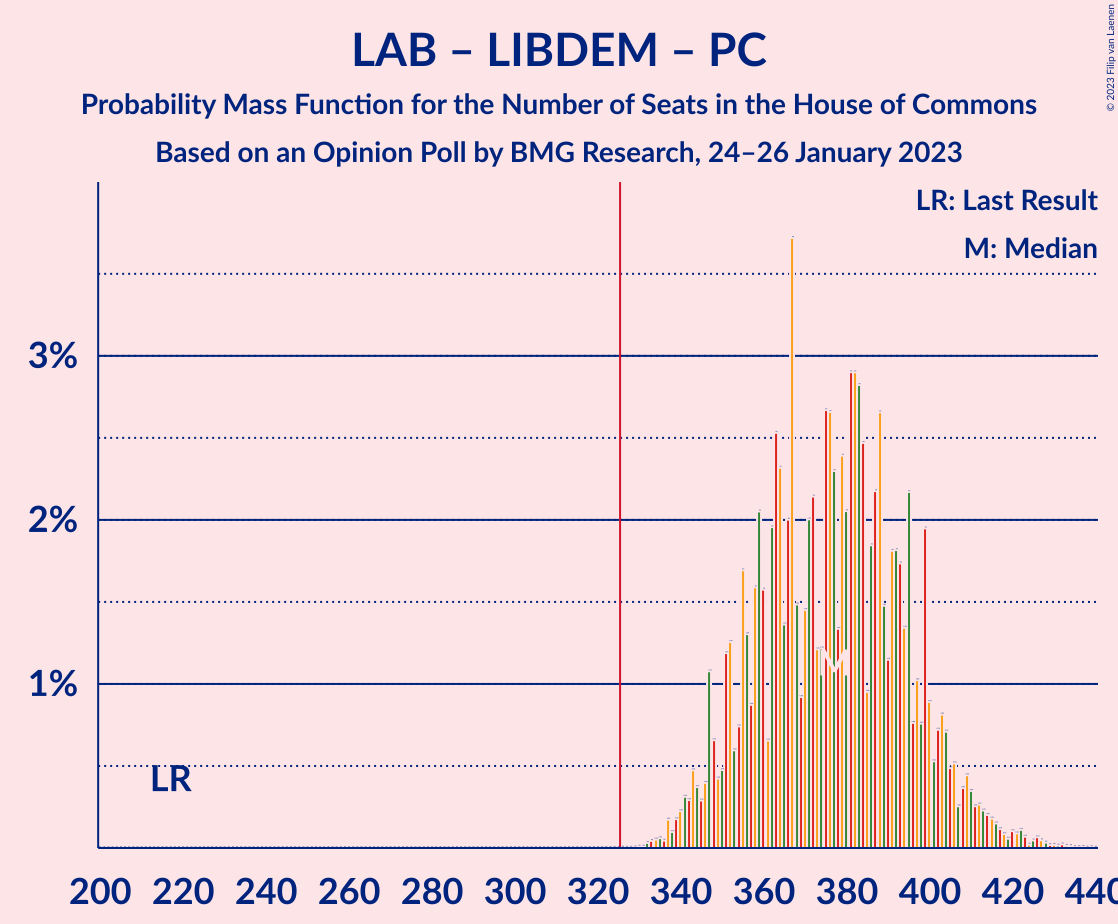 LAB – LIBDEM – PC
Probability Mass Function for the Number of Seats in the House of Commons
Based on an Opinion Poll by BMG Research, 24–26 January 2023
© 2023 Filip van Laenen
LR: Last Result
M: Median
3%
2%
1%
LR
M
200 220 240 260 280 300 320 340 360 380 400 420 440